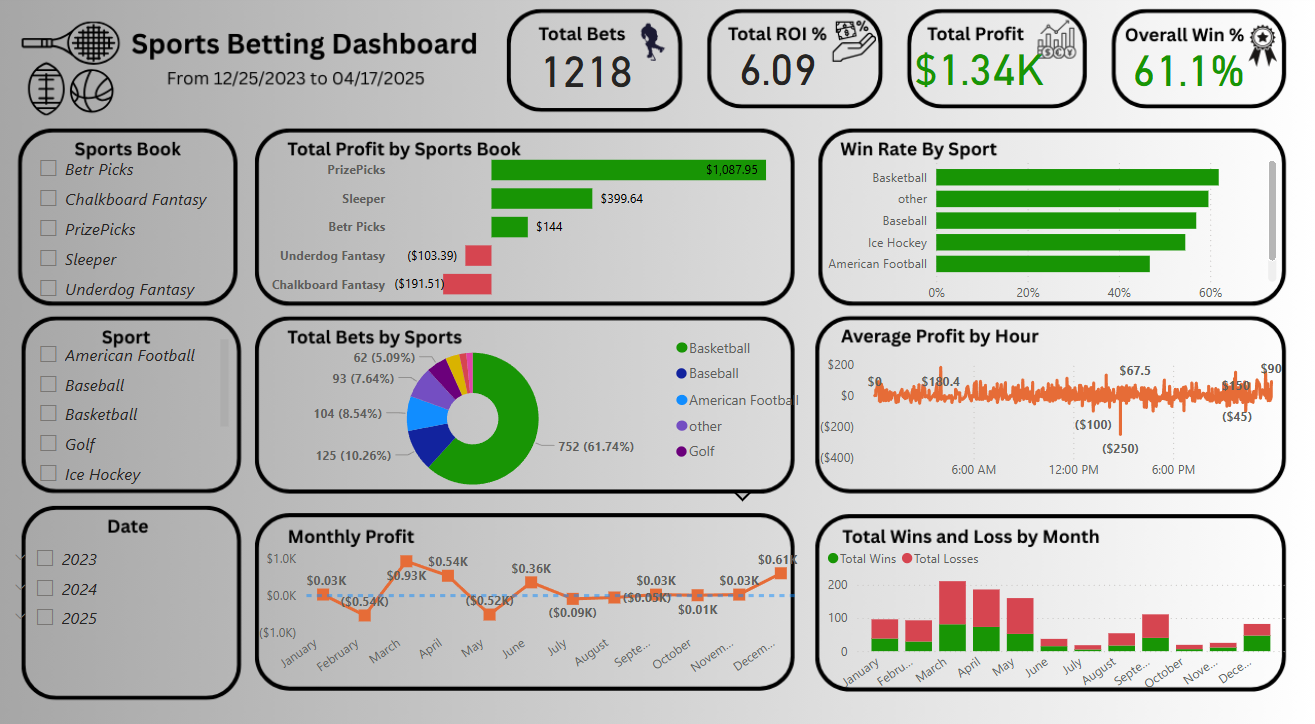 Sports Betting Dashboard
From 12/25/2023 to 04/17/2025
Total Bets
1218
Total ROI %
6.09
Total Profit
$1.34K
Overall Win %
61.1%
Sports Book
Betr Picks
Chalkboard Fantasy
PrizePicks
Sleeper
Underdog Fantasy
Total Profit by Sports Book
PrizePicks $1,087.95
Sleeper $399.64
Betr Picks $144
Underdog Fantasy ($103.39)
Chalkboard Fantasy ($191.51)
Win Rate By Sport
Basketball
other
Baseball
Ice Hockey
American Football
0% 20% 40% 60%
Sport
American Football
Baseball
Basketball
Golf
Ice Hockey
Total Bets by Sports
62 (5.09%)
93 (7.64%)
104 (8.54%)
125 (10.26%)
752 (61.74%)
Basketball
Baseball
American Football
other
Golf
Average Profit by Hour
$200
$0
($200)
($400)
$0 $180.4 $67.5 $150 $90
($100) ($45)
($250)
6:00 AM 12:00 PM 6:00 PM
Date
2023
2024
2025
Monthly Profit
$1.0K
$0.0K
($1.0K)
$0.03K ($0.54K) $0.93K $0.54K ($0.52K) $0.36K ($0.09K) ($0.05K) $0.03K $0.01K $0.03K $0.61K
January February March April May June July August Septe... October Novem... Decem...
Total Wins and Loss by Month
Total Wins Total Losses
200
100
0
January Febru... March April May June July August Septe... October Nove... Dece...